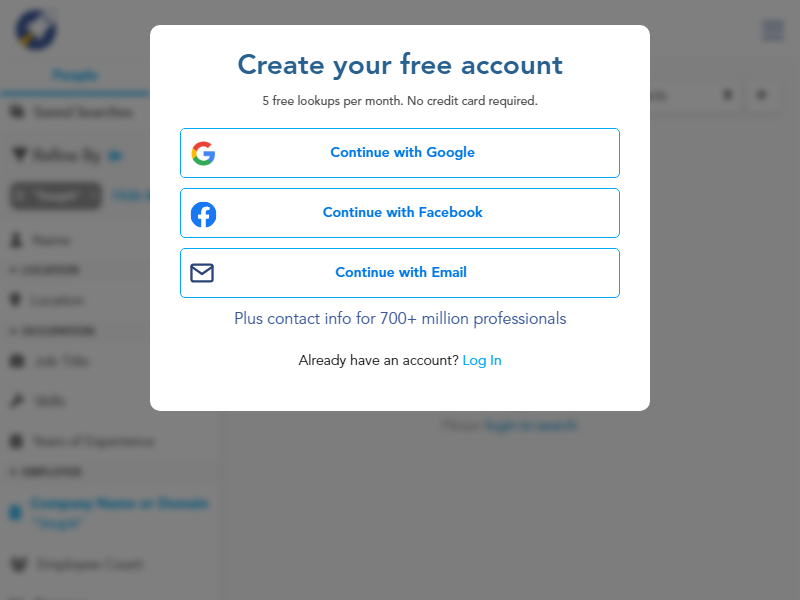 Create your free account
5 free lookups per month. No credit card required.
Continue with Google
Continue with Facebook
Continue with Email
Plus contact info for 700+ million professionals
Already have an account? Log In
People
Saved Searches
Refine By
Name
LOCATION
Location
OCCUPATION
Job Title
Skills
Years of Experience
EMPLOYER
Company Name or Domain
Employee Count
Please login to search